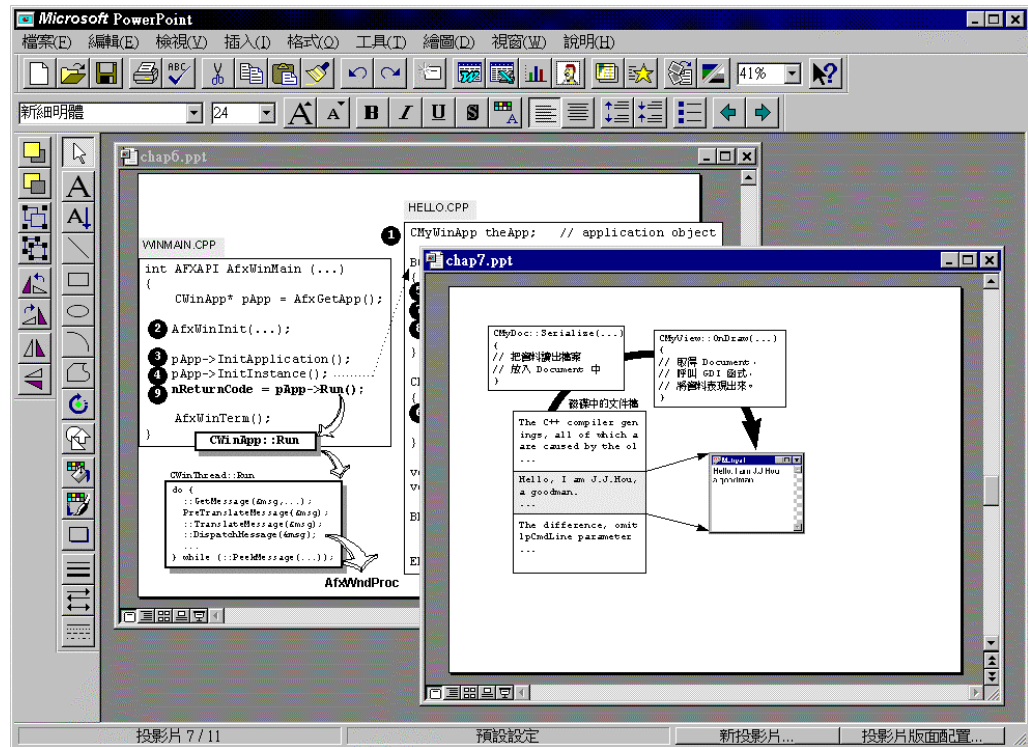 Microsoft PowerPoint
檔案(F) 編輯(E) 檢視(V) 插入(I) 格式(O) 工具(T) 繪圖(D) 視窗(W) 說明(H)
ABC
41%
新細明體 24 A A B I U S A
chap6.ppt
HELLO.CPP
1 CMyWinApp theApp; // application object
WINMAIN.CPP
int AFXAPI AfxWinMain (...)
{
CWinApp* pApp = AfxGetApp();
2 AfxWinInit(...);
3 pApp->InitApplication();
4 pApp->InitInstance();
9 nReturnCode = pApp->Run();
AfxWinTerm();
}
CWinApp::Run
CWinThread::Run
do {
::GetMessage(&msg,...);
PreTranslateMessage(&msg);
::TranslateMessage(&msg);
::DispatchMessage(&msg);
...
} while (::PeekMessage(...));
AfxWndProc
chap7.ppt
CMyDoc::Serialize(...)
{
// 把資料讀出檔案
// 放入 Document 中
}
CMyView::OnDraw(...)
{
// 取得 Document，
// 呼叫 GDI 函式，
// 將資料表現出來。
}
磁碟中的文件檔
The C++ compiler gen
ings, all of which a
are caused by the ol
...
Hello, I am J.J.Hou,
a goodman.
...
The difference, omit
lpCmdLine parameter
...
Hello, I am J.J.Hou
a goodman
投影片 7 / 11
預設設定
新投影片...
投影片版面配置...